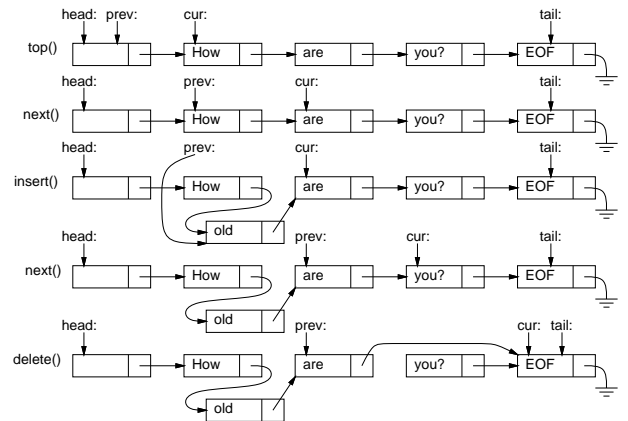 head: prev: cur: tail:
top() How are you? EOF
head: prev: cur: tail:
next() How are you? EOF
head: prev: cur: tail:
insert() How are you? EOF
old
head: prev: cur: tail:
next() How are you? EOF
old
head: prev: cur: tail:
delete() How are you? EOF
old